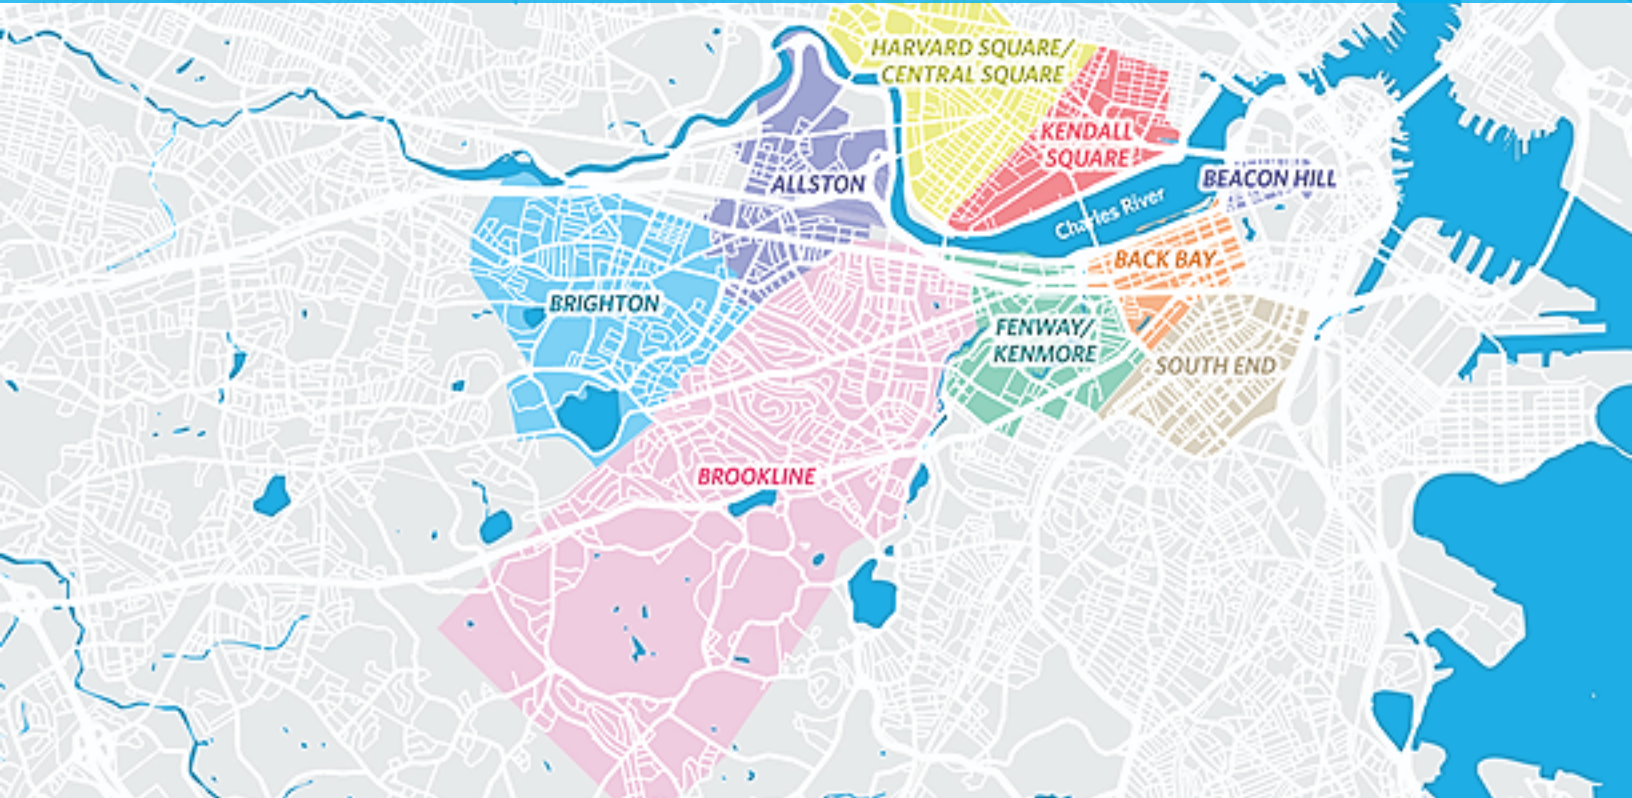 HARVARD SQUARE/
CENTRAL SQUARE
KENDALL
SQUARE
ALLSTON
BEACON HILL
Charles River
BACK BAY
BRIGHTON
FENWAY/
KENMORE
SOUTH END
BROOKLINE